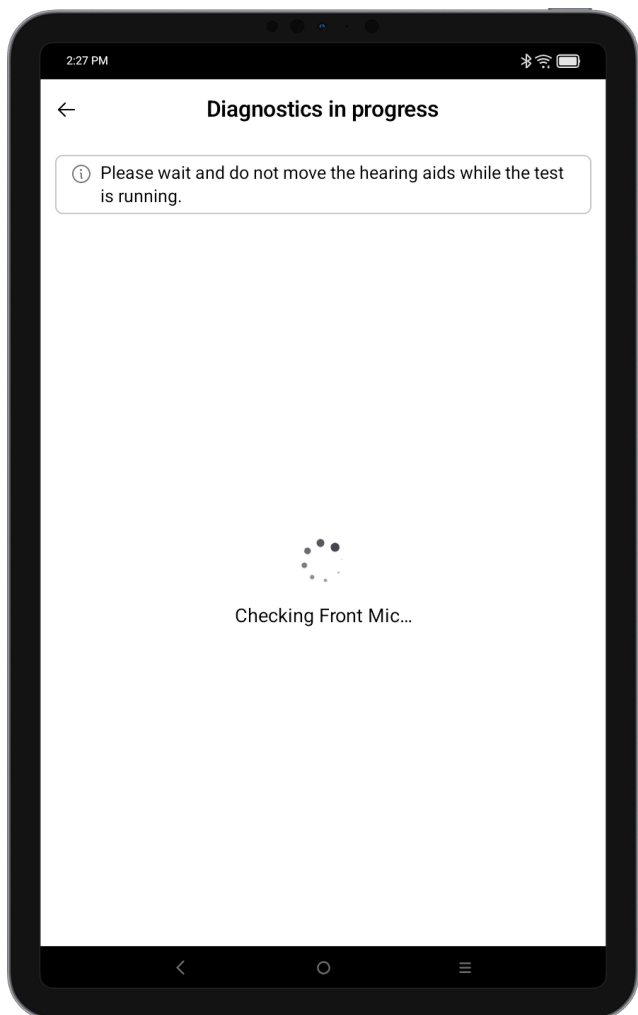 2:27 PM
Diagnostics in progress
Please wait and do not move the hearing aids while the test
is running.
Checking Front Mic...